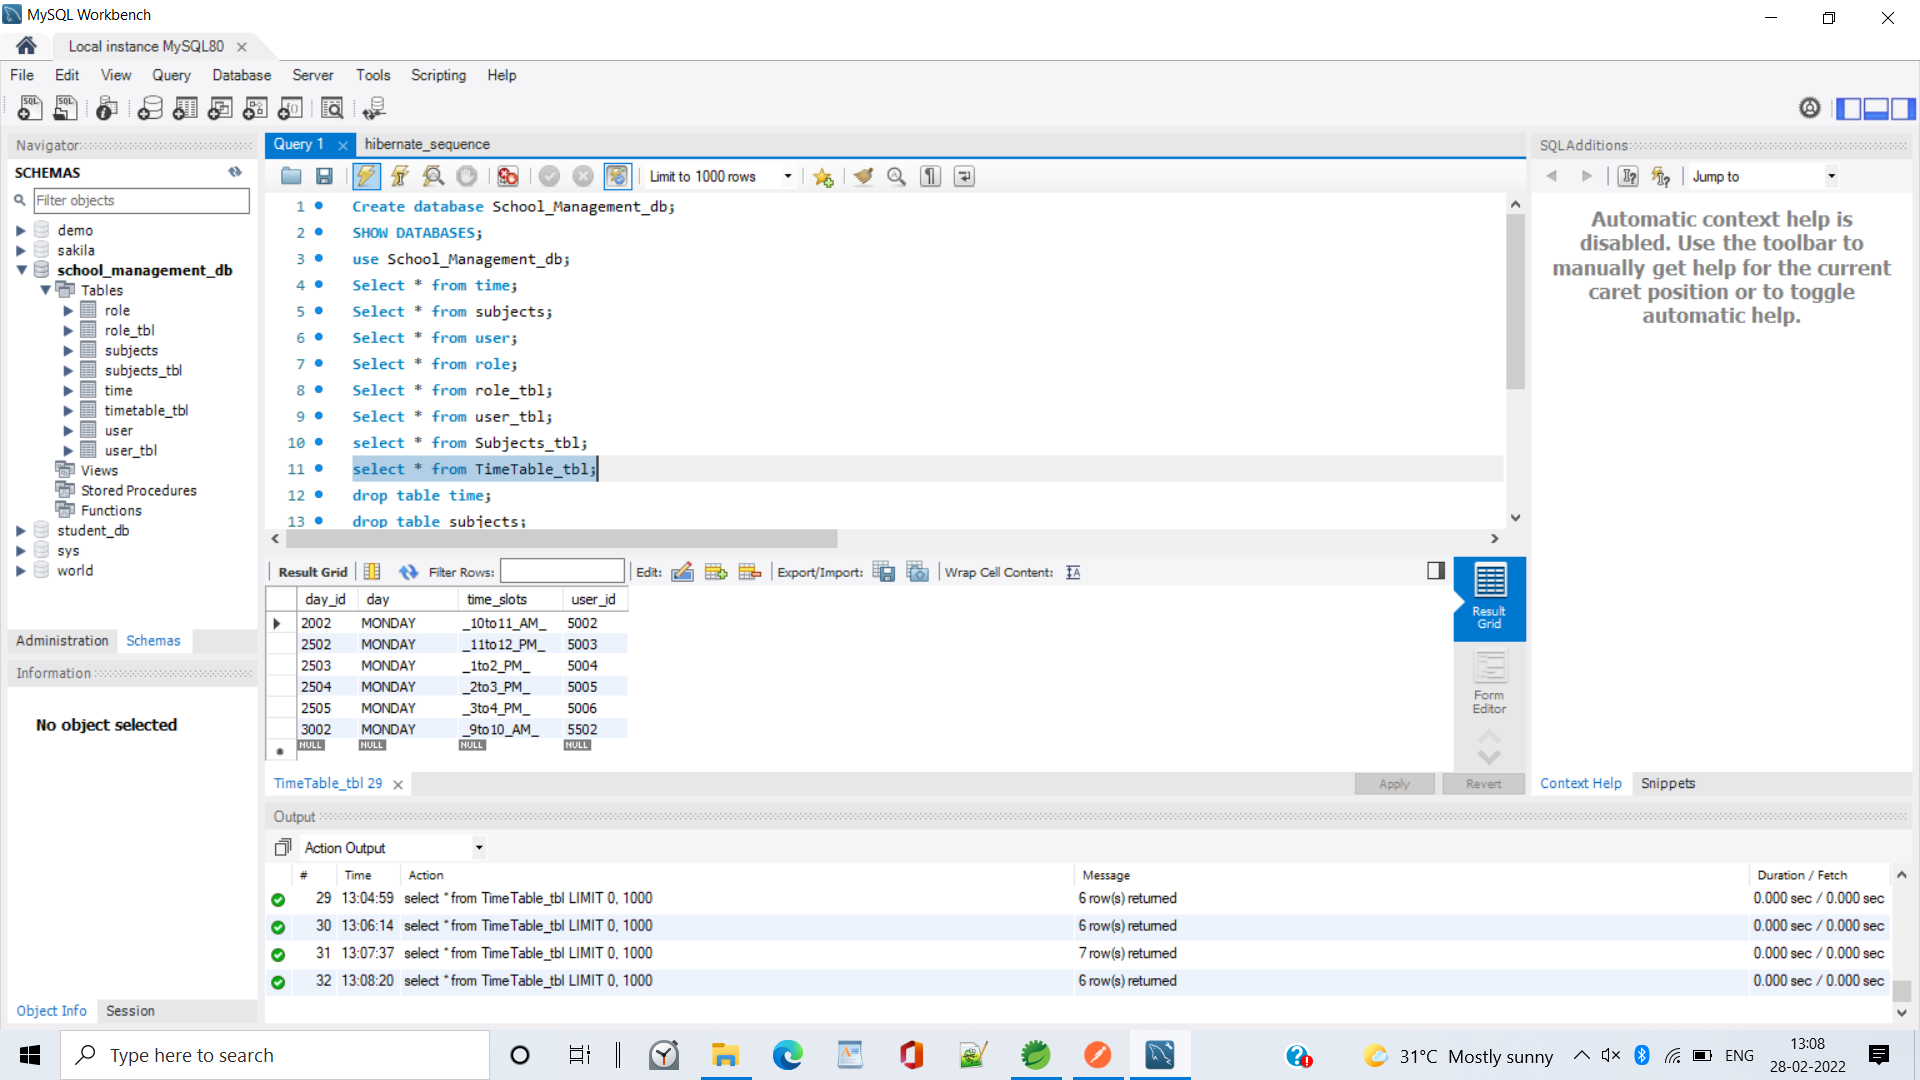 MySQL Workbench
Local instance MySQL80
File Edit View Query Database Server Tools Scripting Help
Navigator
SCHEMAS
Filter objects
demo
sakila
school_management_db
Tables
role
role_tbl
subjects
subjects_tbl
time
timetable_tbl
user
user_tbl
Views
Stored Procedures
Functions
student_db
sys
world
Administration Schemas
Information
No object selected
Object Info Session
Query 1 hibernate_sequence
Limit to 1000 rows
1 Create database School_Management_db;
2 SHOW DATABASES;
3 use School_Management_db;
4 Select * from time;
5 Select * from subjects;
6 Select * from user;
7 Select * from role;
8 Select * from role_tbl;
9 Select * from user_tbl;
10 select * from Subjects_tbl;
11 select * from TimeTable_tbl;
12 drop table time;
13 drop table subjects;
Result Grid Filter Rows: Edit: Export/Import: Wrap Cell Content:
day_id day time_slots user_id
2002 MONDAY _10to11_AM_ 5002
2502 MONDAY _11to12_PM_ 5003
2503 MONDAY _1to2_PM_ 5004
2504 MONDAY _2to3_PM_ 5005
2505 MONDAY _3to4_PM_ 5006
3002 MONDAY _9to10_AM_ 5502
NULL NULL NULL NULL
Result
Grid
Form
Editor
TimeTable_tbl 29
Apply Revert
SQLAdditions
Jump to
Automatic context help is
disabled. Use the toolbar to
manually get help for the current
caret position or to toggle
automatic help.
Context Help Snippets
Output
Action Output
# Time Action Message Duration / Fetch
29 13:04:59 select * from TimeTable_tbl LIMIT 0, 1000 6 row(s) returned 0.000 sec / 0.000 sec
30 13:06:14 select * from TimeTable_tbl LIMIT 0, 1000 6 row(s) returned 0.000 sec / 0.000 sec
31 13:07:37 select * from TimeTable_tbl LIMIT 0, 1000 7 row(s) returned 0.000 sec / 0.000 sec
32 13:08:20 select * from TimeTable_tbl LIMIT 0, 1000 6 row(s) returned 0.000 sec / 0.000 sec
Type here to search
31°C Mostly sunny
ENG
13:08
28-02-2022